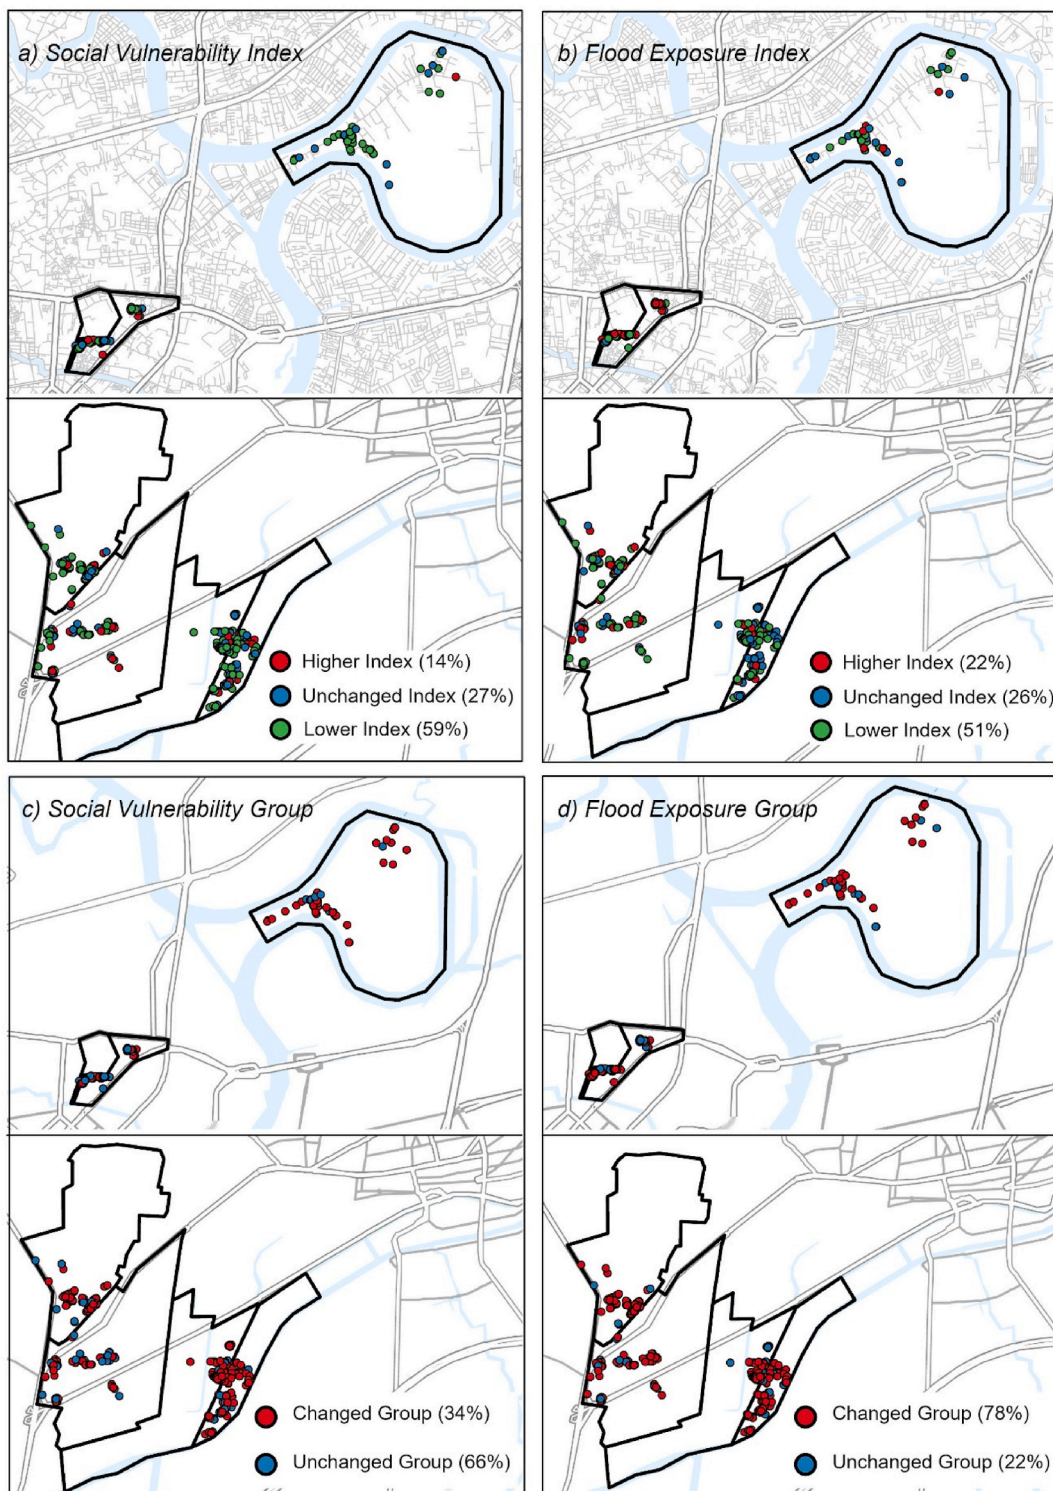 a) Social Vulnerability Index
b) Flood Exposure Index
Higher Index (14%)
Unchanged Index (27%)
Lower Index (59%)
Higher Index (22%)
Unchanged Index (26%)
Lower Index (51%)
c) Social Vulnerability Group
d) Flood Exposure Group
Changed Group (34%)
Unchanged Group (66%)
Changed Group (78%)
Unchanged Group (22%)